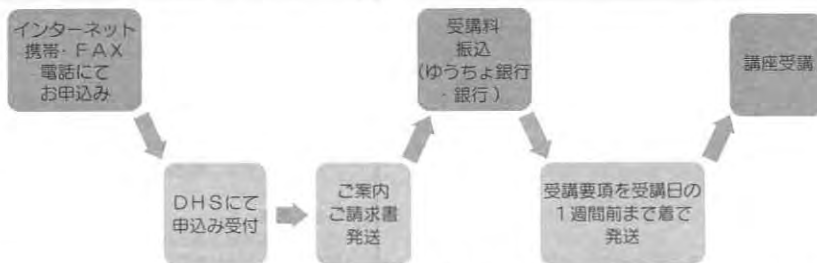 インターネット
携帯・FAX
電話にて
お申込み
DHSにて
申込み受付
ご案内
ご請求書
発送
受講料
振込
(ゆうちょ銀行
・銀行)
受講要項を受講日の
1週間前まで着で
発送
講座受講